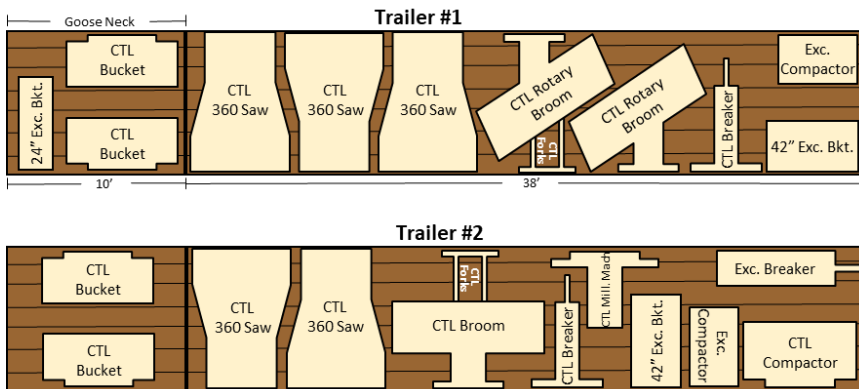 Trailer #1
Goose Neck
CTL
Bucket
CTL
Bucket
24” Exc. Bkt.
CTL
360 Saw
CTL
360 Saw
CTL
360 Saw
CTL Rotary
Broom
CTL
Forks
CTL Rotary
Broom
CTL Breaker
Exc.
Compactor
42” Exc. Bkt.
10’
38’
Trailer #2
CTL
Bucket
CTL
Bucket
CTL
360 Saw
CTL
360 Saw
CTL
Forks
CTL Broom
CTL Breaker
CTL Mill. Mach
42” Exc. Bkt.
Exc.
Compactor
Exc. Breaker
CTL
Compactor